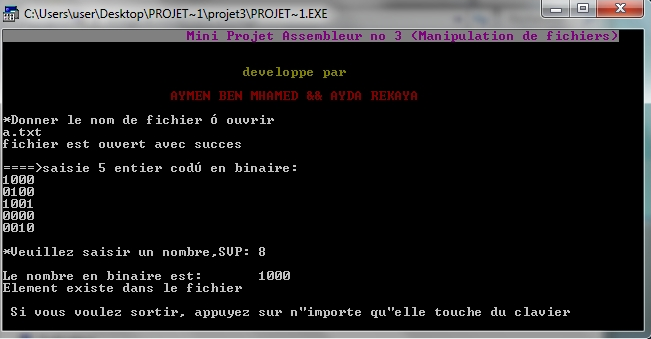 C:\Users\user\Desktop\PROJET~1\projet3\PROJET~1.EXE
Mini Projet Assembleur no 3 (Manipulation de fichiers)
developpe par
AYMEN BEN MHAMED && AYDA REKAYA
*Donner le nom de fichier Ó ouvrir
a.txt
fichier est ouvert avec succes
====>saisie 5 entier codÚ en binaire:
1000
0100
1001
0000
0010
*Veuillez saisir un nombre,SVP: 8
Le nombre en binaire est: 1000
Element existe dans le fichier
Si vous voulez sortir, appuyez sur n"importe qu"elle touche du clavier